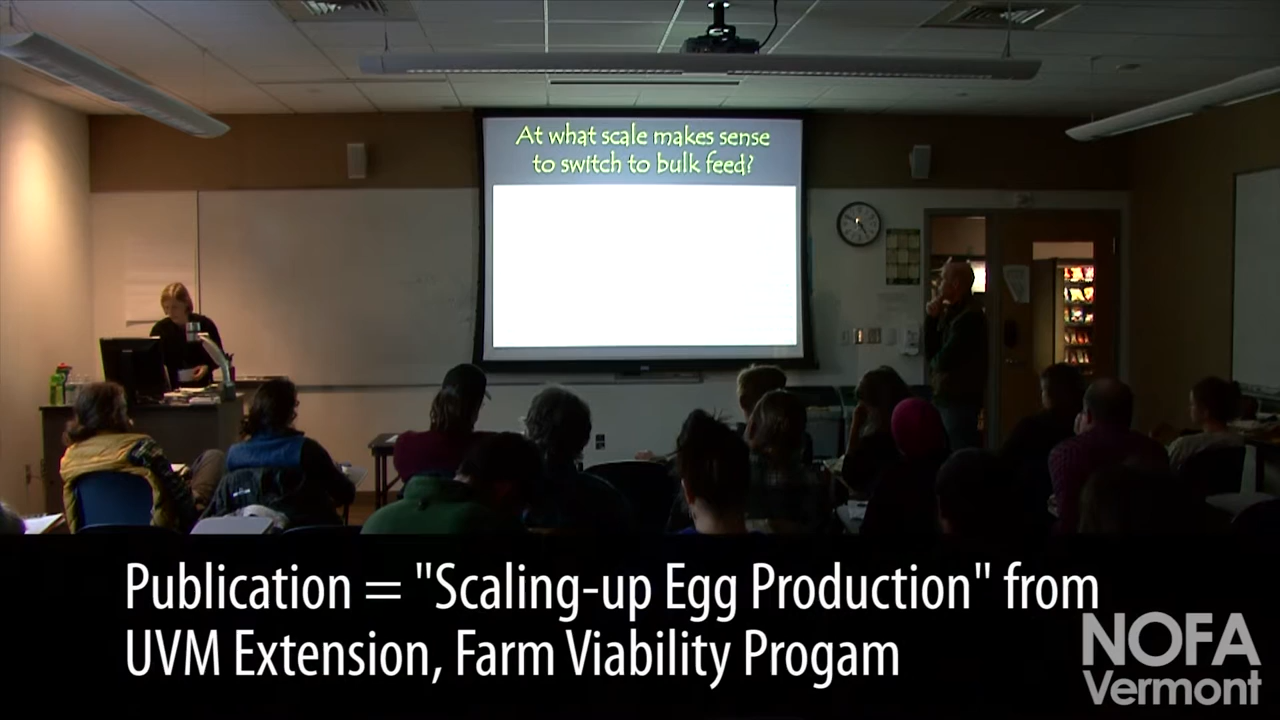 At what scale makes sense
to switch to bulk feed?
Publication = "Scaling-up Egg Production" from
UVM Extension, Farm Viability Progam
NOFA
Vermont